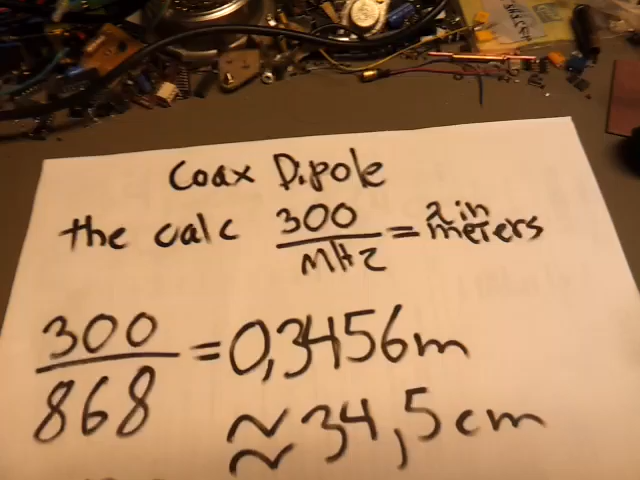 Coax Dipole
the calc 300/MHz = λ in meters
300/868 = 0,3456m
≈ 34,5cm